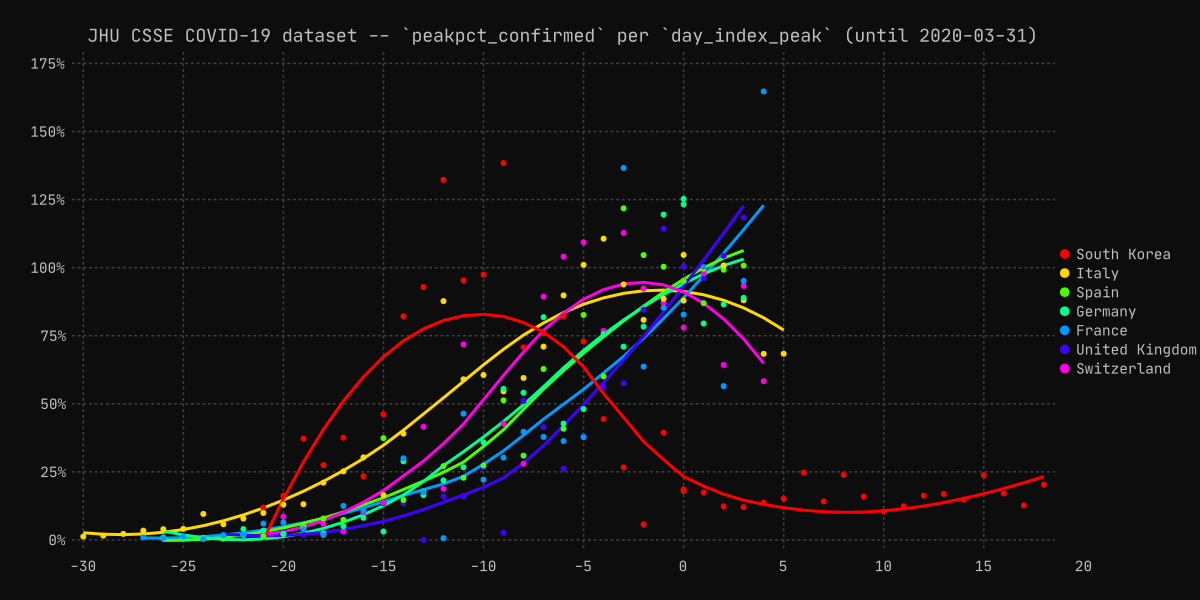 JHU CSSE COVID-19 dataset -- `peakpct_confirmed` per `day_index_peak` (until 2020-03-31)
175%
150%
125%
100%
75%
50%
25%
0%
-30 -25 -20 -15 -10 -5 0 5 10 15 20
South Korea
Italy
Spain
Germany
France
United Kingdom
Switzerland